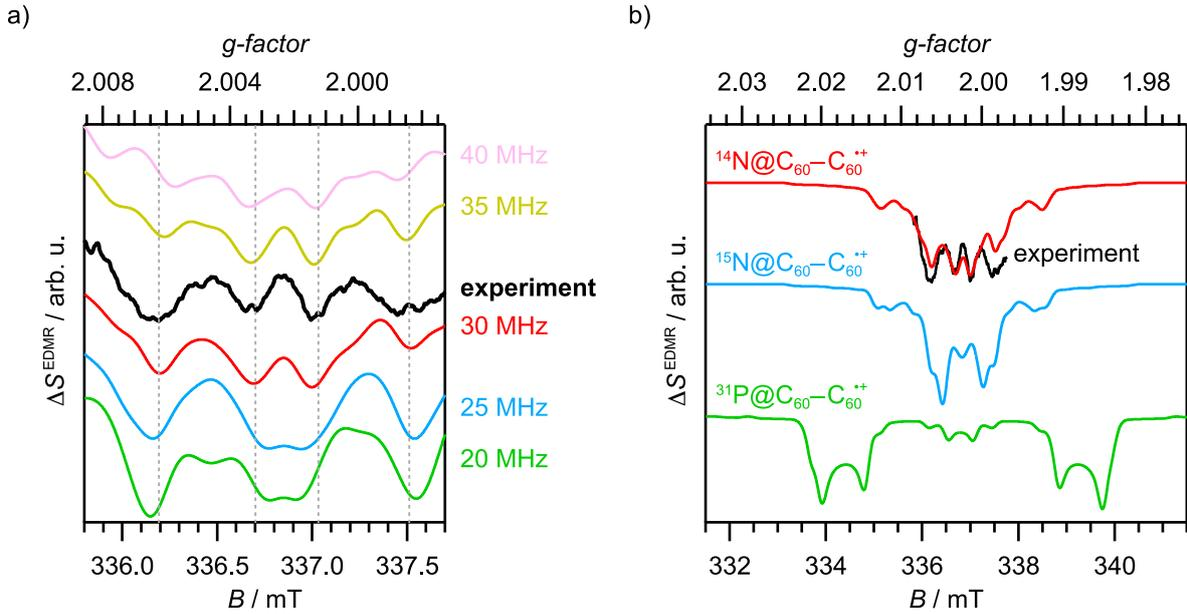 a)
g-factor
2.008 2.004 2.000
40 MHz
35 MHz
experiment
30 MHz
25 MHz
20 MHz
ΔS^EDMR / arb. u.
336.0 336.5 337.0 337.5
B / mT
b)
g-factor
2.03 2.02 2.01 2.00 1.99 1.98
¹⁴N@C₆₀–C₆₀•⁺
experiment
¹⁵N@C₆₀–C₆₀•⁺
³¹P@C₆₀–C₆₀•⁺
ΔS^EDMR / arb. u.
332 334 336 338 340
B / mT